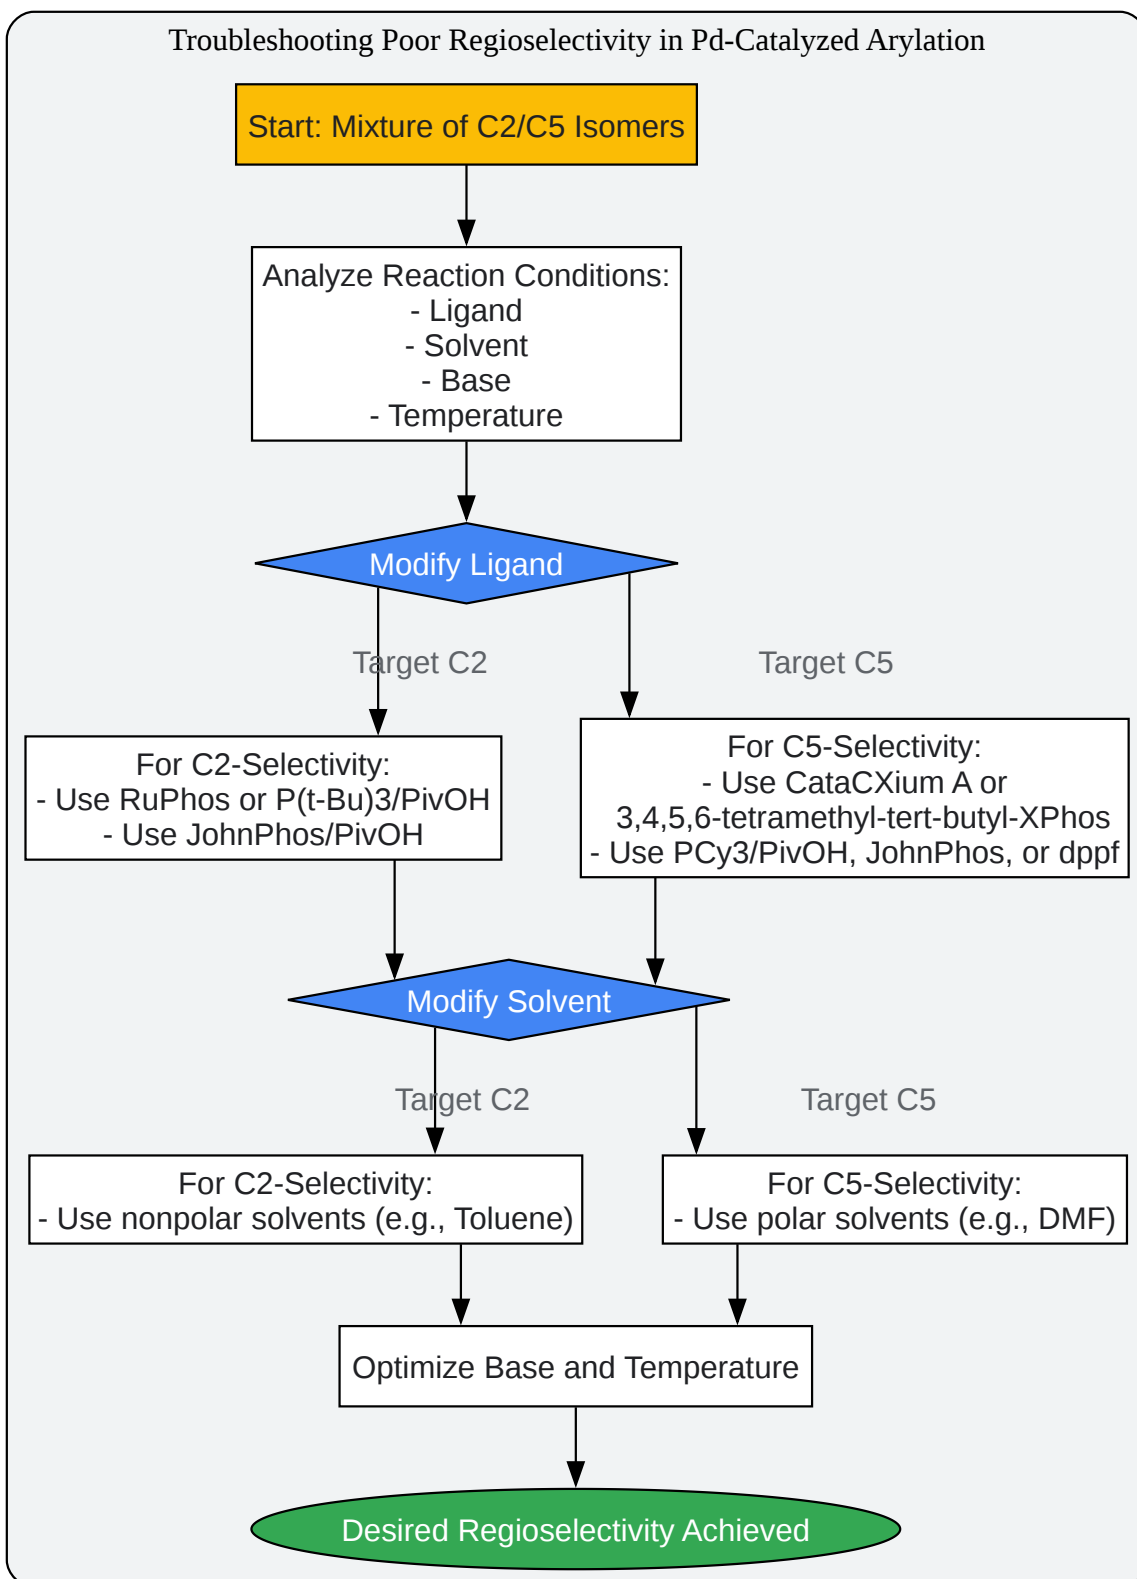 Troubleshooting Poor Regioselectivity in Pd-Catalyzed Arylation
Start: Mixture of C2/C5 Isomers
Analyze Reaction Conditions:
- Ligand
- Solvent
- Base
- Temperature
Modify Ligand
Target C2
Target C5
For C2-Selectivity:
- Use RuPhos or P(t-Bu)3/PivOH
- Use JohnPhos/PivOH
For C5-Selectivity:
- Use CataCXium A or
3,4,5,6-tetramethyl-tert-butyl-XPhos
- Use PCy3/PivOH, JohnPhos, or dppf
Modify Solvent
Target C2
Target C5
For C2-Selectivity:
- Use nonpolar solvents (e.g., Toluene)
For C5-Selectivity:
- Use polar solvents (e.g., DMF)
Optimize Base and Temperature
Desired Regioselectivity Achieved